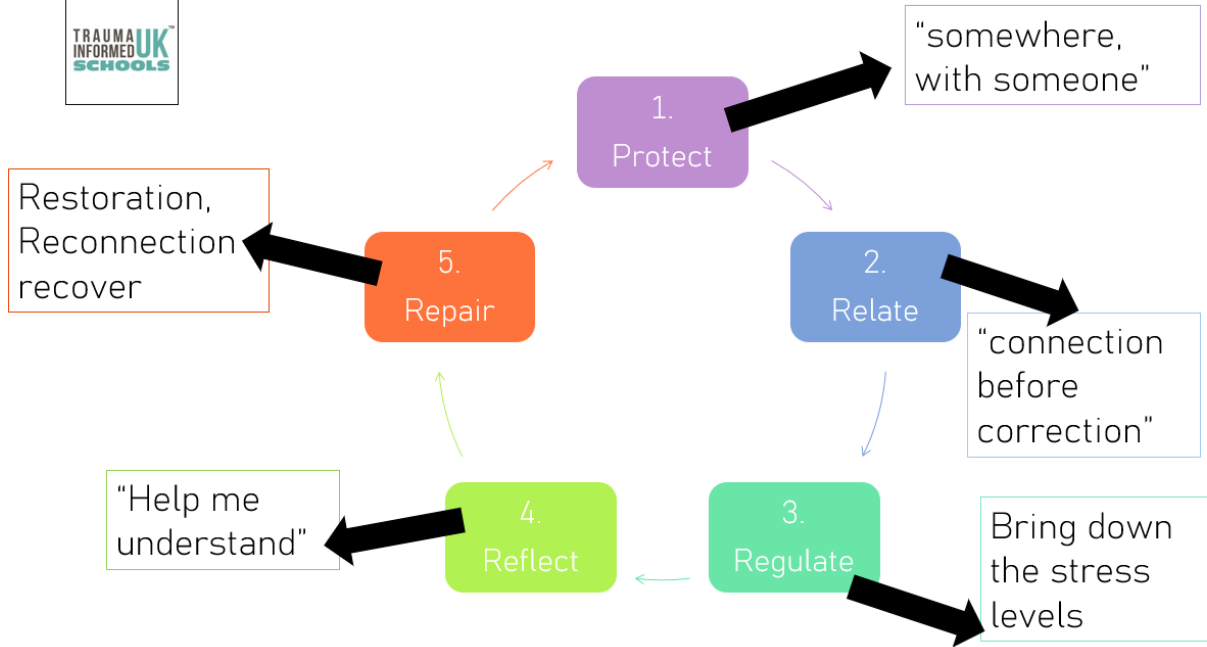 TRAUMA
INFORMED UK™
SCHOOLS
1.
Protect
“somewhere,
with someone”
2.
Relate
“connection
before
correction”
3.
Regulate
Bring down
the stress
levels
4.
Reflect
“Help me
understand”
5.
Repair
Restoration,
Reconnection
recover